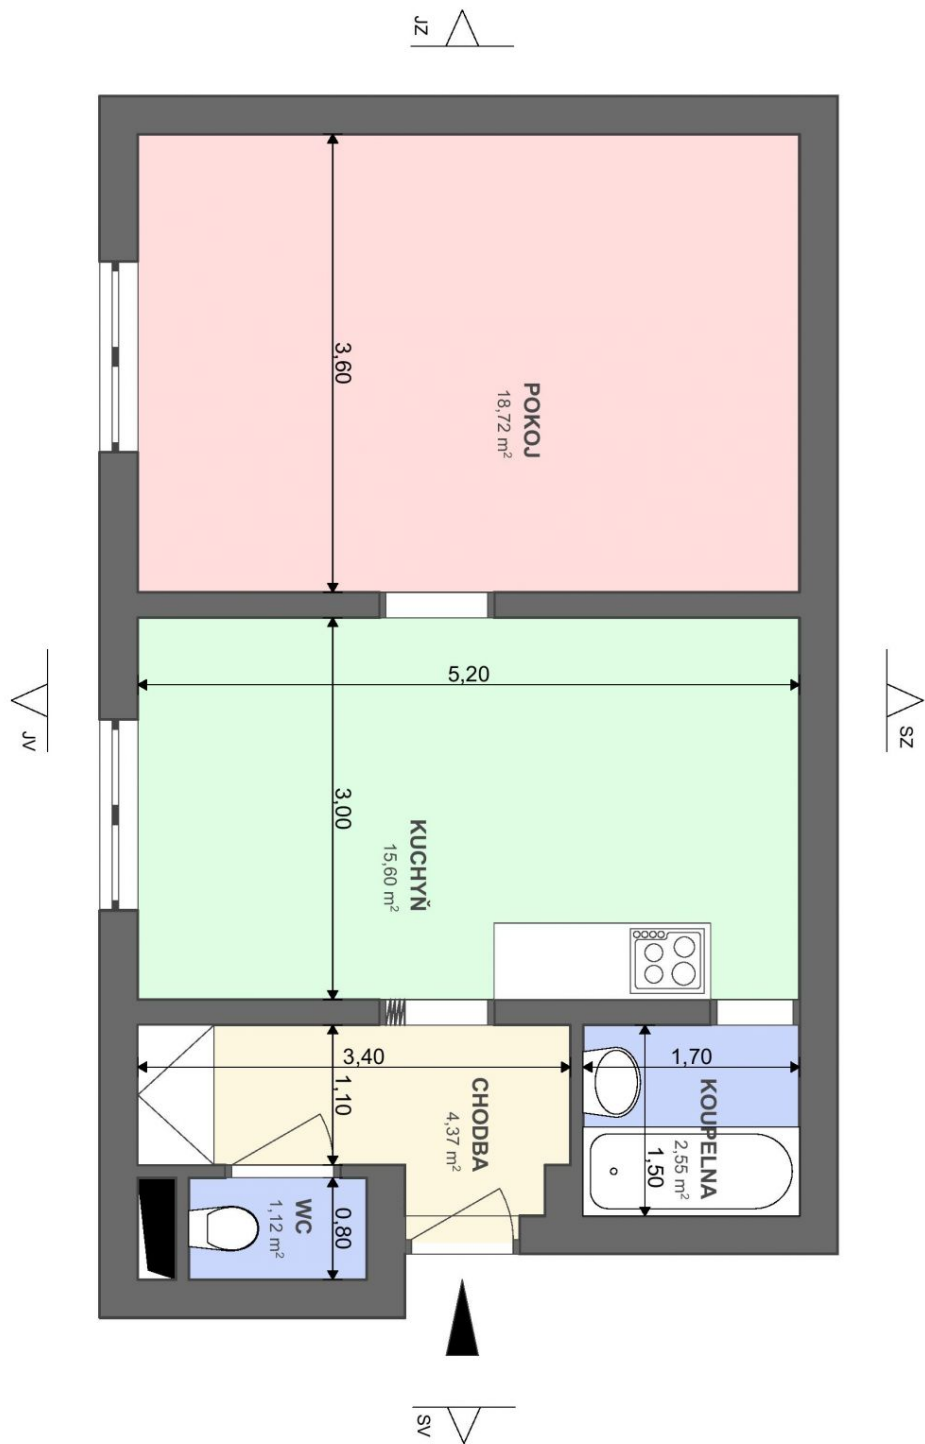 JZ
3,60
POKOJ
18,72 m²
5,20
JV
SZ
3,00
KUCHYŇ
15,60 m²
3,40
1,10
CHODBA
4,37 m²
1,70
KOUPELNA
2,55 m²
1,50
WC
1,12 m²
0,80
SV